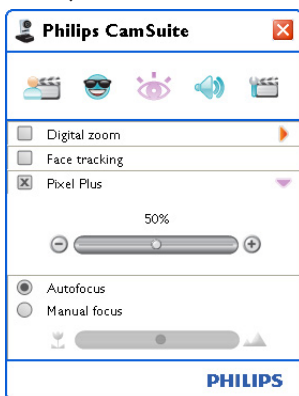 Philips CamSuite
Digital zoom
Face tracking
Pixel Plus
50%
Autofocus
Manual focus
PHILIPS